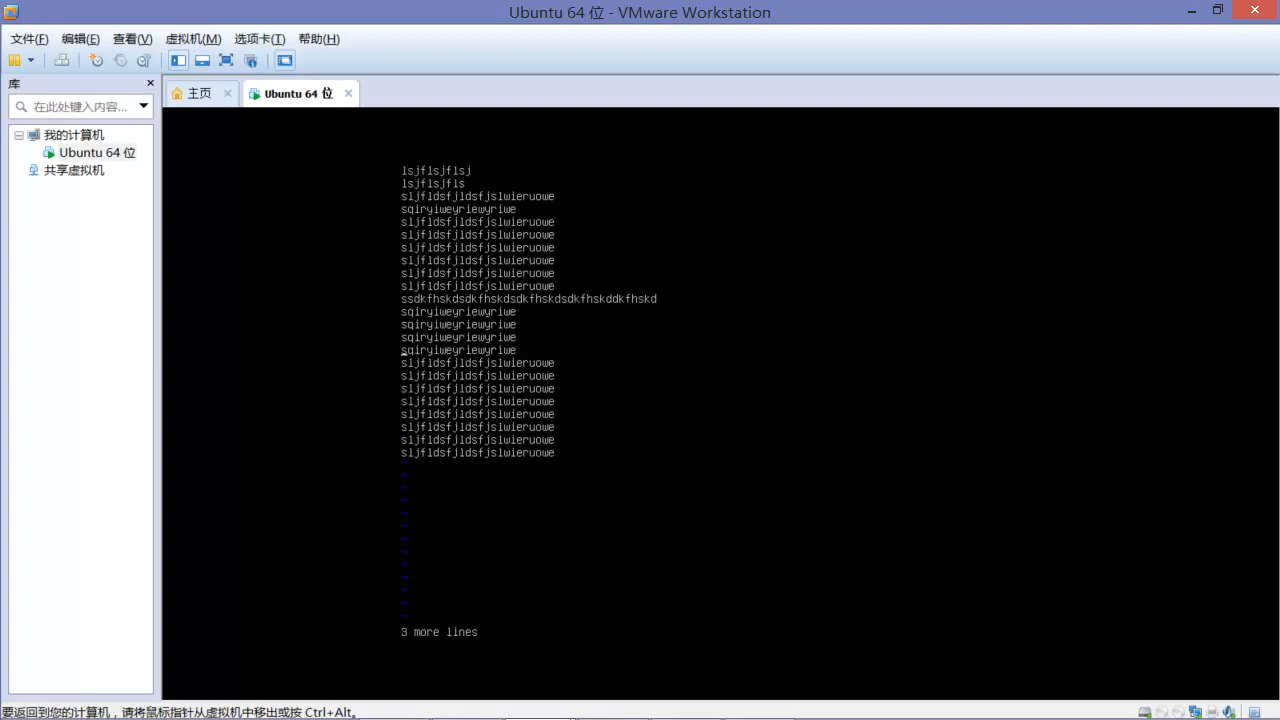 Ubuntu 64 位 - VMware Workstation
文件(F) 编辑(E) 查看(V) 虚拟机(M) 选项卡(T) 帮助(H)
库
主页
Ubuntu 64 位
在此处键入内容...
我的计算机
Ubuntu 64 位
共享虚拟机
lsjflsjflsj
lsjflsjfls
sljfldsfjldsfjslwieruowe
sqiryiweyriewyriwe
sljfldsfjldsfjslwieruowe
sljfldsfjldsfjslwieruowe
sljfldsfjldsfjslwieruowe
sljfldsfjldsfjslwieruowe
sljfldsfjldsfjslwieruowe
sljfldsfjldsfjslwieruowe
ssdkfhskdsdkfhskdsdkfhskdsdkfhskddkfhskd
sqiryiweyriewyriwe
sqiryiweyriewyriwe
sqiryiweyriewyriwe
sqiryiweyriewyriwe
sljfldsfjldsfjslwieruowe
sljfldsfjldsfjslwieruowe
sljfldsfjldsfjslwieruowe
sljfldsfjldsfjslwieruowe
sljfldsfjldsfjslwieruowe
sljfldsfjldsfjslwieruowe
sljfldsfjldsfjslwieruowe
sljfldsfjldsfjslwieruowe
~
~
~
~
~
~
~
~
~
~
~
~
~
3 more lines
要返回到您的计算机，请将鼠标指针从虚拟机中移出或按 Ctrl+Alt。